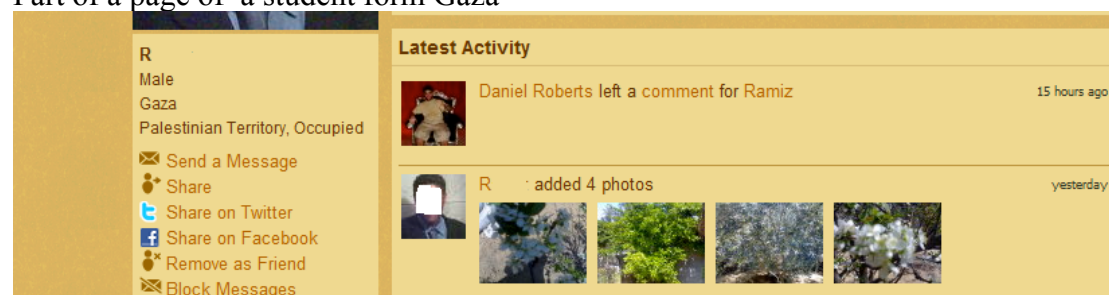 Part of a page of a student form Gaza
R
Male
Gaza
Palestinian Territory, Occupied
Send a Message
Share
Share on Twitter
Share on Facebook
Remove as Friend
Block Messages
Latest Activity
Daniel Roberts left a comment for Ramiz
15 hours ago
R added 4 photos
yesterday